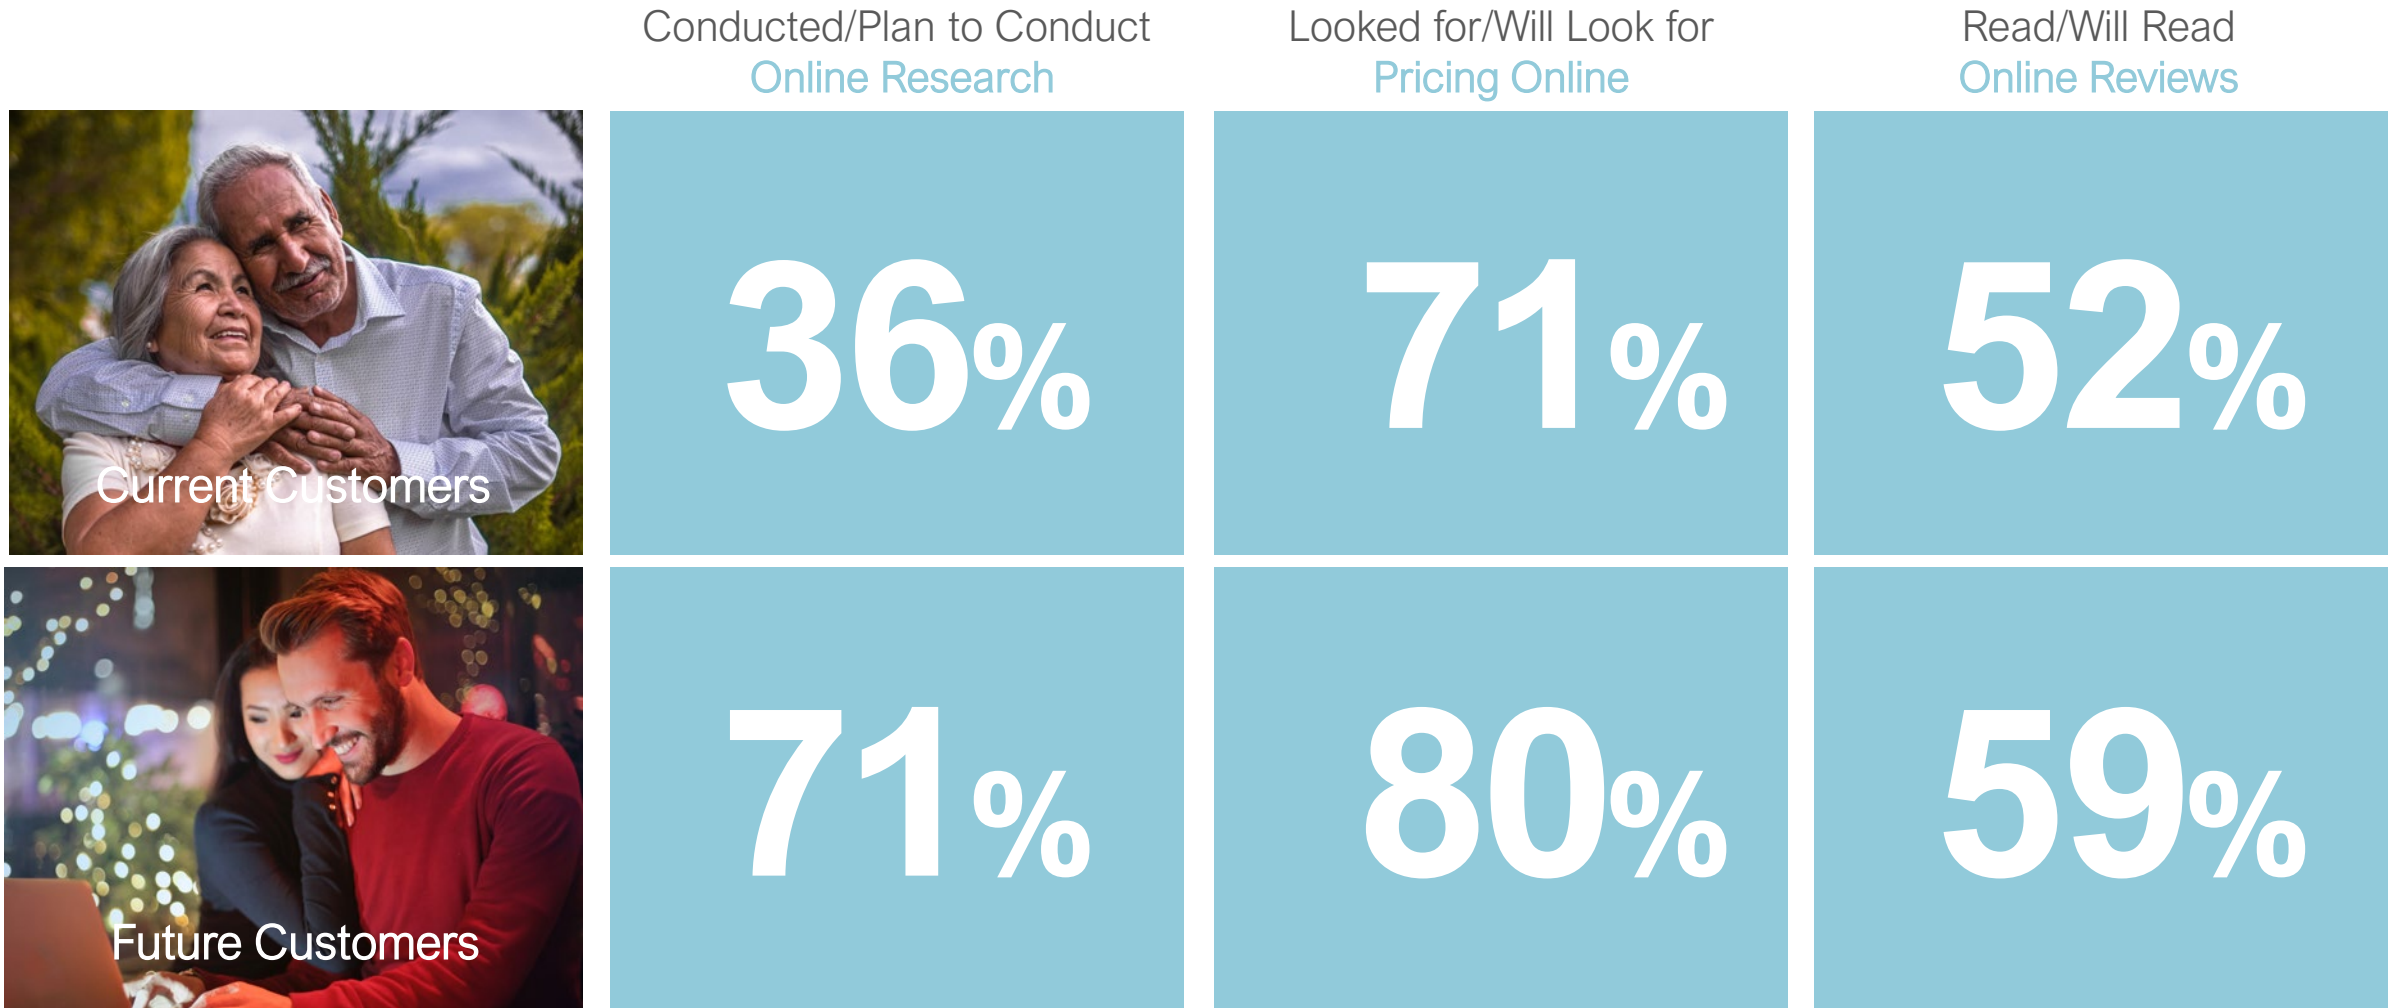 Conducted/Plan to Conduct
Online Research
Looked for/Will Look for
Pricing Online
Read/Will Read
Online Reviews
Current Customers
36%
71%
52%
Future Customers
71%
80%
59%